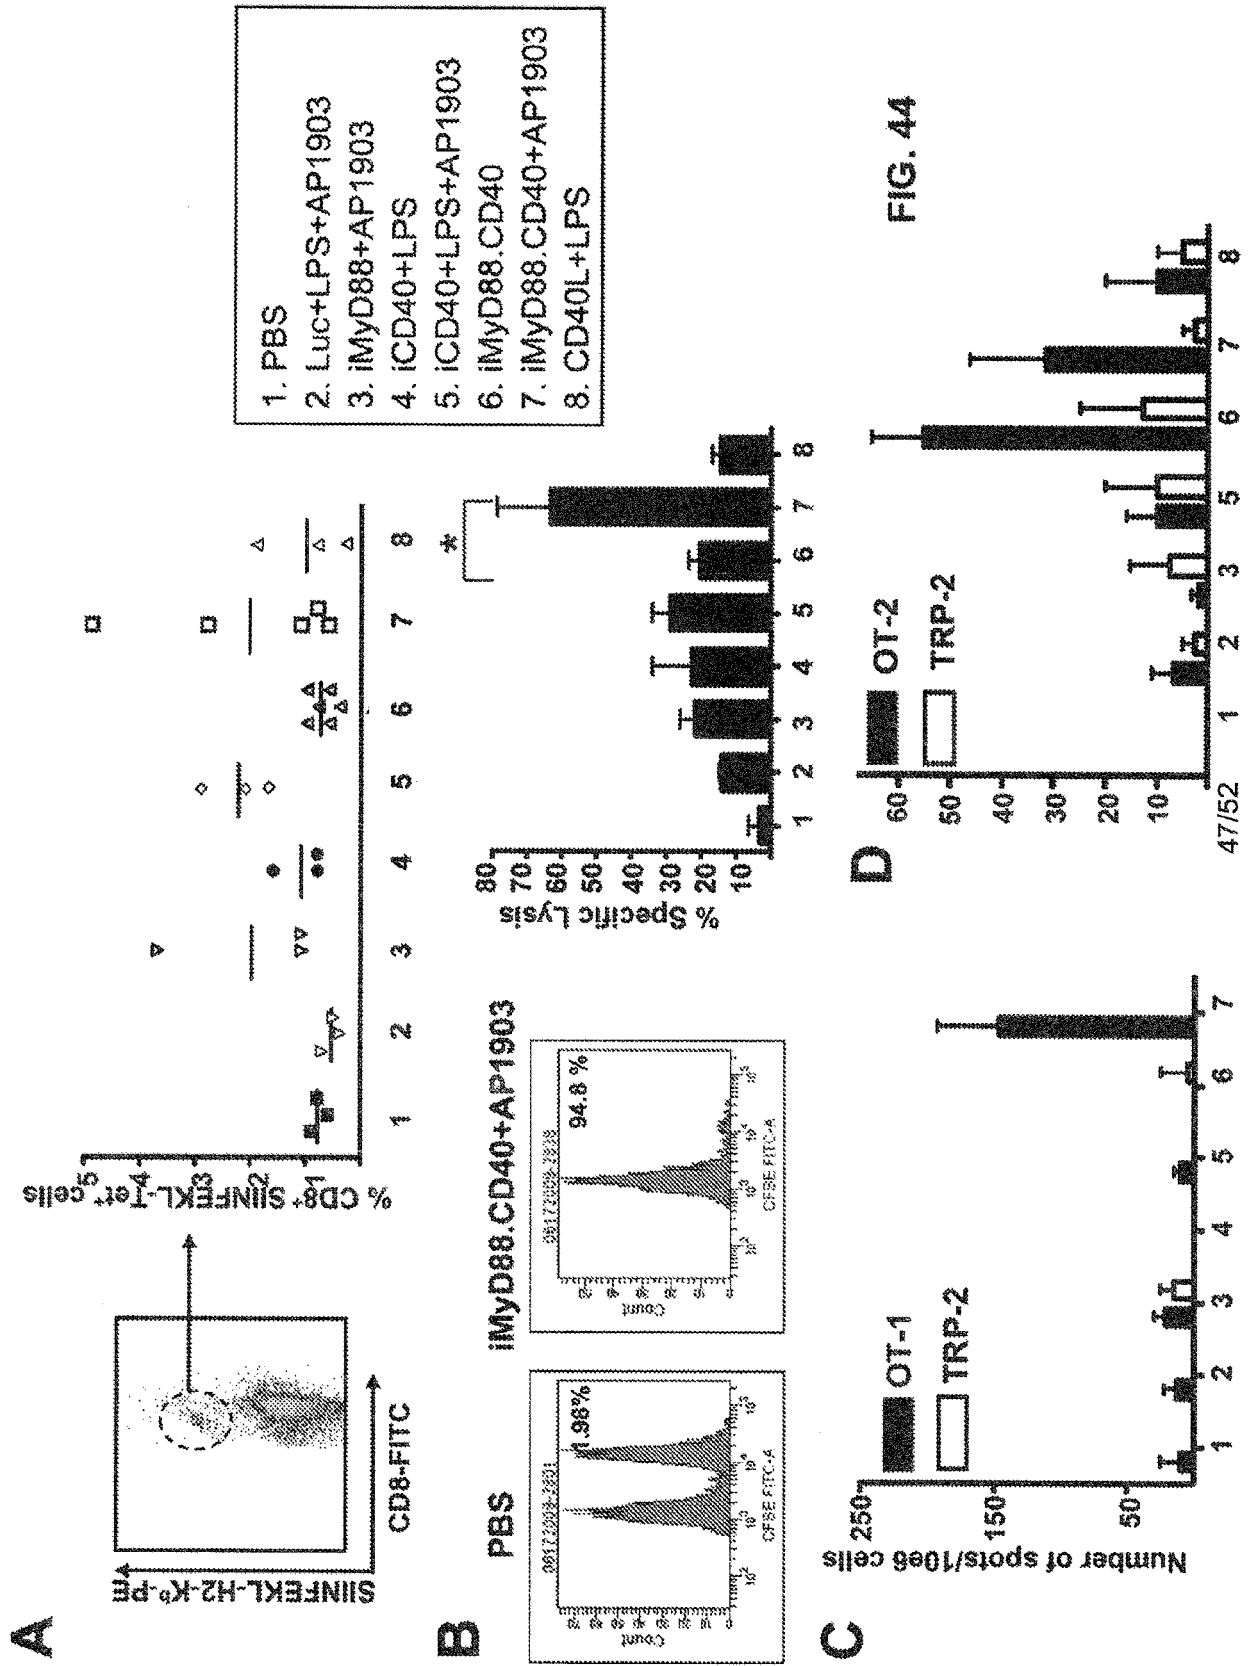 A
SIINFEKL-H2-Kᵇ-PE
CD8-FITC
% CD8⁺ SIINFEKL-Tet⁺ cells
5
4
3
2
1
1 2 3 4 5 6 7 8
1. PBS
2. Luc+LPS+AP1903
3. iMyD88+AP1903
4. iCD40+LPS
5. iCD40+LPS+AP1903
6. iMyD88.CD40
7. iMyD88.CD40+AP1903
8. CD40L+LPS
B
PBS
1.98%
Count
CFSE FITC-A
iMyD88.CD40+AP1903
94.8 %
Count
CFSE FITC-A
% Specific Lysis
80
70
60
50
40
30
20
10
*
1 2 3 4 5 6 7 8
C
Number of spots/10e6 cells
250
150
50
OT-1
TRP-2
1 2 3 4 5 6 7
D
60
50
40
30
20
10
OT-2
TRP-2
1 2 3 5 6 7 8
FIG. 44
47/52